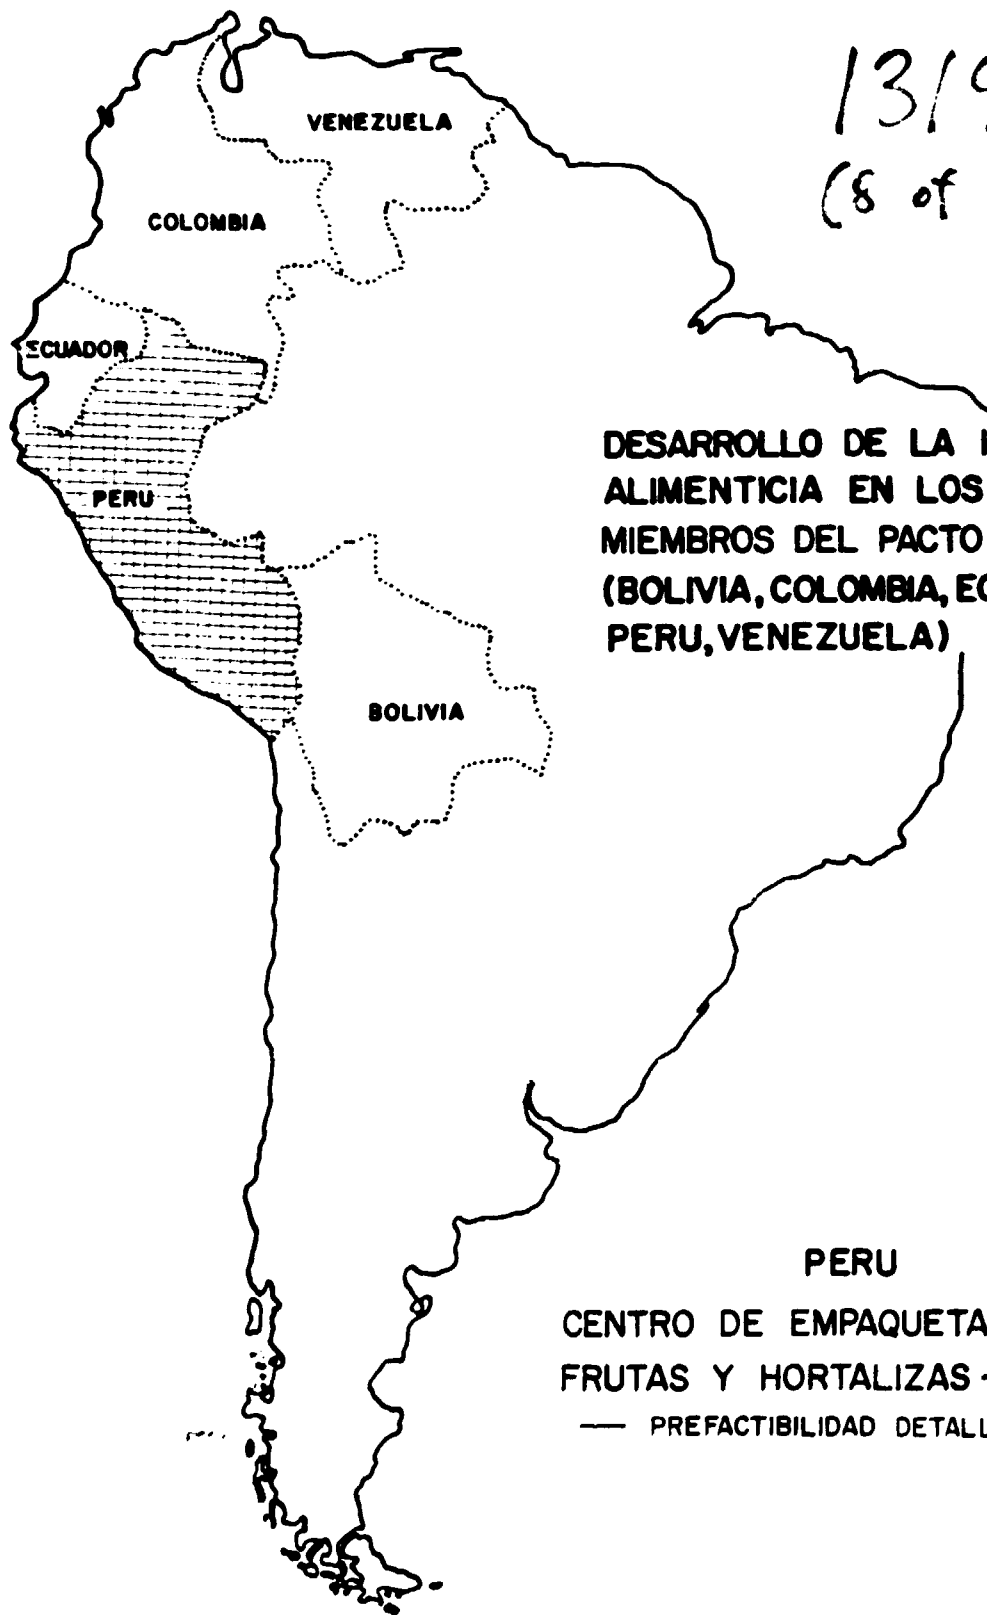 1319
(8 of
VENEZUELA
COLOMBIA
ECUADOR
PERU
BOLIVIA
DESARROLLO DE LA
ALIMENTICIA EN LOS
MIEMBROS DEL PACTO
(BOLIVIA, COLOMBIA, EC
PERU, VENEZUELA)
PERU
CENTRO DE EMPAQUETA
FRUTAS Y HORTALIZAS -
— PREFACTIBILIDAD DETALL